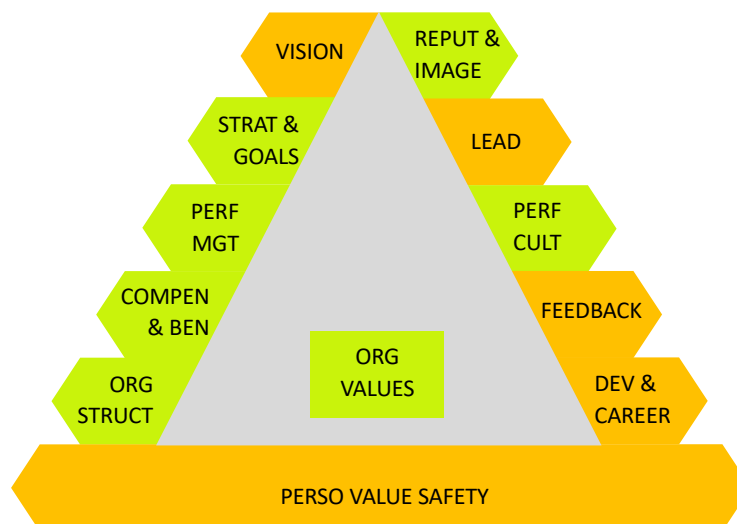 VISION
REPUT &
IMAGE
STRAT &
GOALS
LEAD
PERF
MGT
PERF
CULT
COMPEN
& BEN
FEEDBACK
ORG
STRUCT
ORG
VALUES
DEV &
CAREER
PERSO VALUE SAFETY